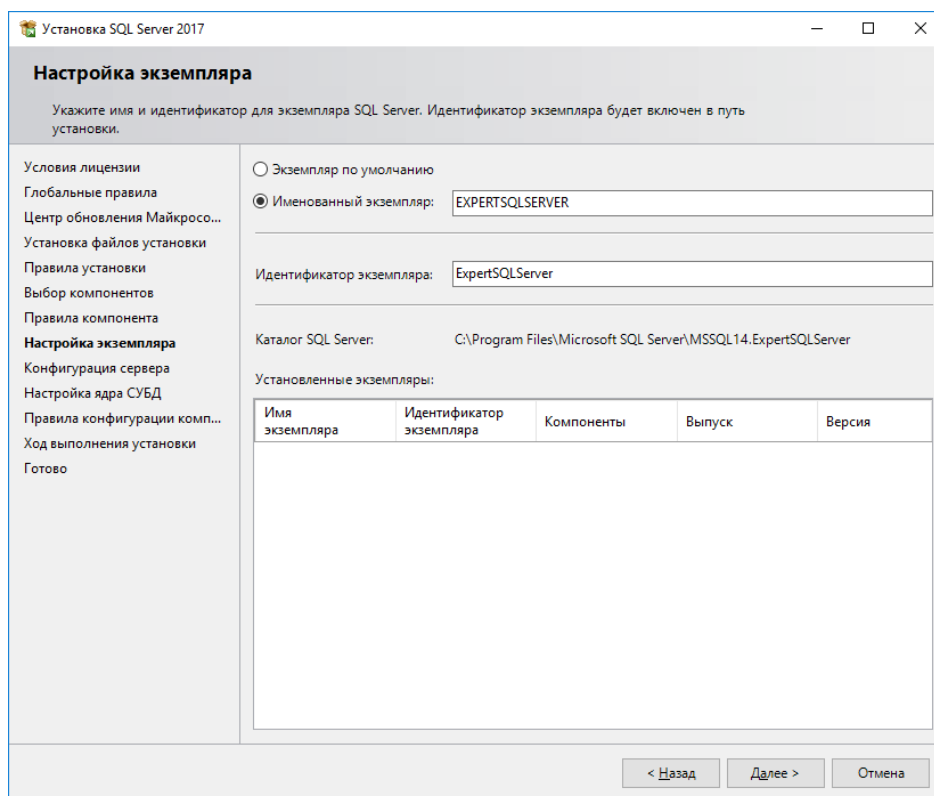 Установка SQL Server 2017
Настройка экземпляра
Укажите имя и идентификатор для экземпляра SQL Server. Идентификатор экземпляра будет включен в путь
установки.
Условия лицензии
Глобальные правила
Центр обновления Майкросо...
Установка файлов установки
Правила установки
Выбор компонентов
Правила компонента
Настройка экземпляра
Конфигурация сервера
Настройка ядра СУБД
Правила конфигурации комп...
Ход выполнения установки
Готово
Экземпляр по умолчанию
Именованный экземпляр: EXPERTSQLSERVER
Идентификатор экземпляра: ExpertSQLServer
Каталог SQL Server: C:\Program Files\Microsoft SQL Server\MSSQL14.ExpertSQLServer
Установленные экземпляры:
Имя
экземпляра
Идентификатор
экземпляра
Компоненты
Выпуск
Версия
< Назад
Далее >
Отмена